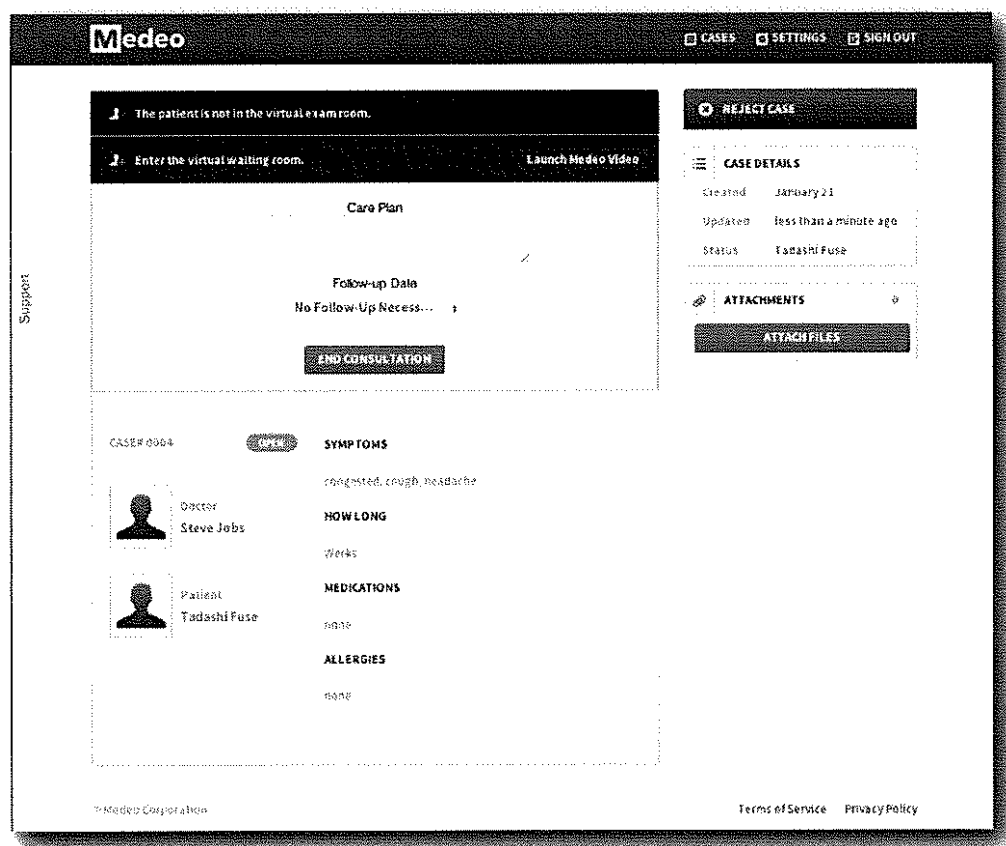 Medeo
CASES SETTINGS SIGN OUT
The patient is not in the virtual exam room.
Enter the virtual waiting room. Launch Medeo Video
Care Plan
Follow-up Date
No Follow-Up Necess...
END CONSULTATION
REJECT CASE
CASE DETAILS
Created January 21
Updated less than a minute ago
Status Tadashi Fuse
ATTACHMENTS 0
ATTACH FILES
Support
CASE# 0004 OPEN
Doctor
Steve Jobs
Patient
Tadashi Fuse
SYMPTOMS
congested, cough, headache
HOW LONG
Weeks
MEDICATIONS
none
ALLERGIES
none
© Medeo Corporation
Terms of Service Privacy Policy